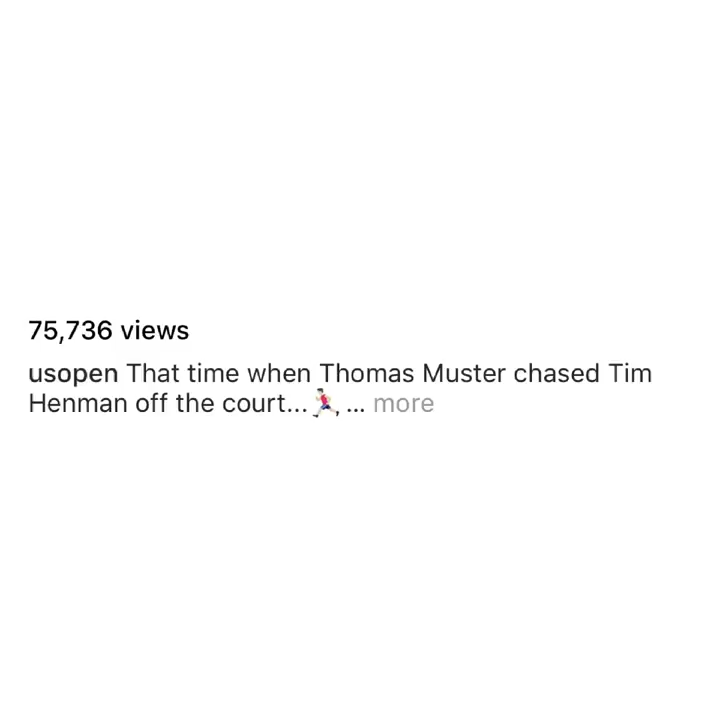 75,736 views
usopen That time when Thomas Muster chased Tim
Henman off the court...🏃🏻, ... more